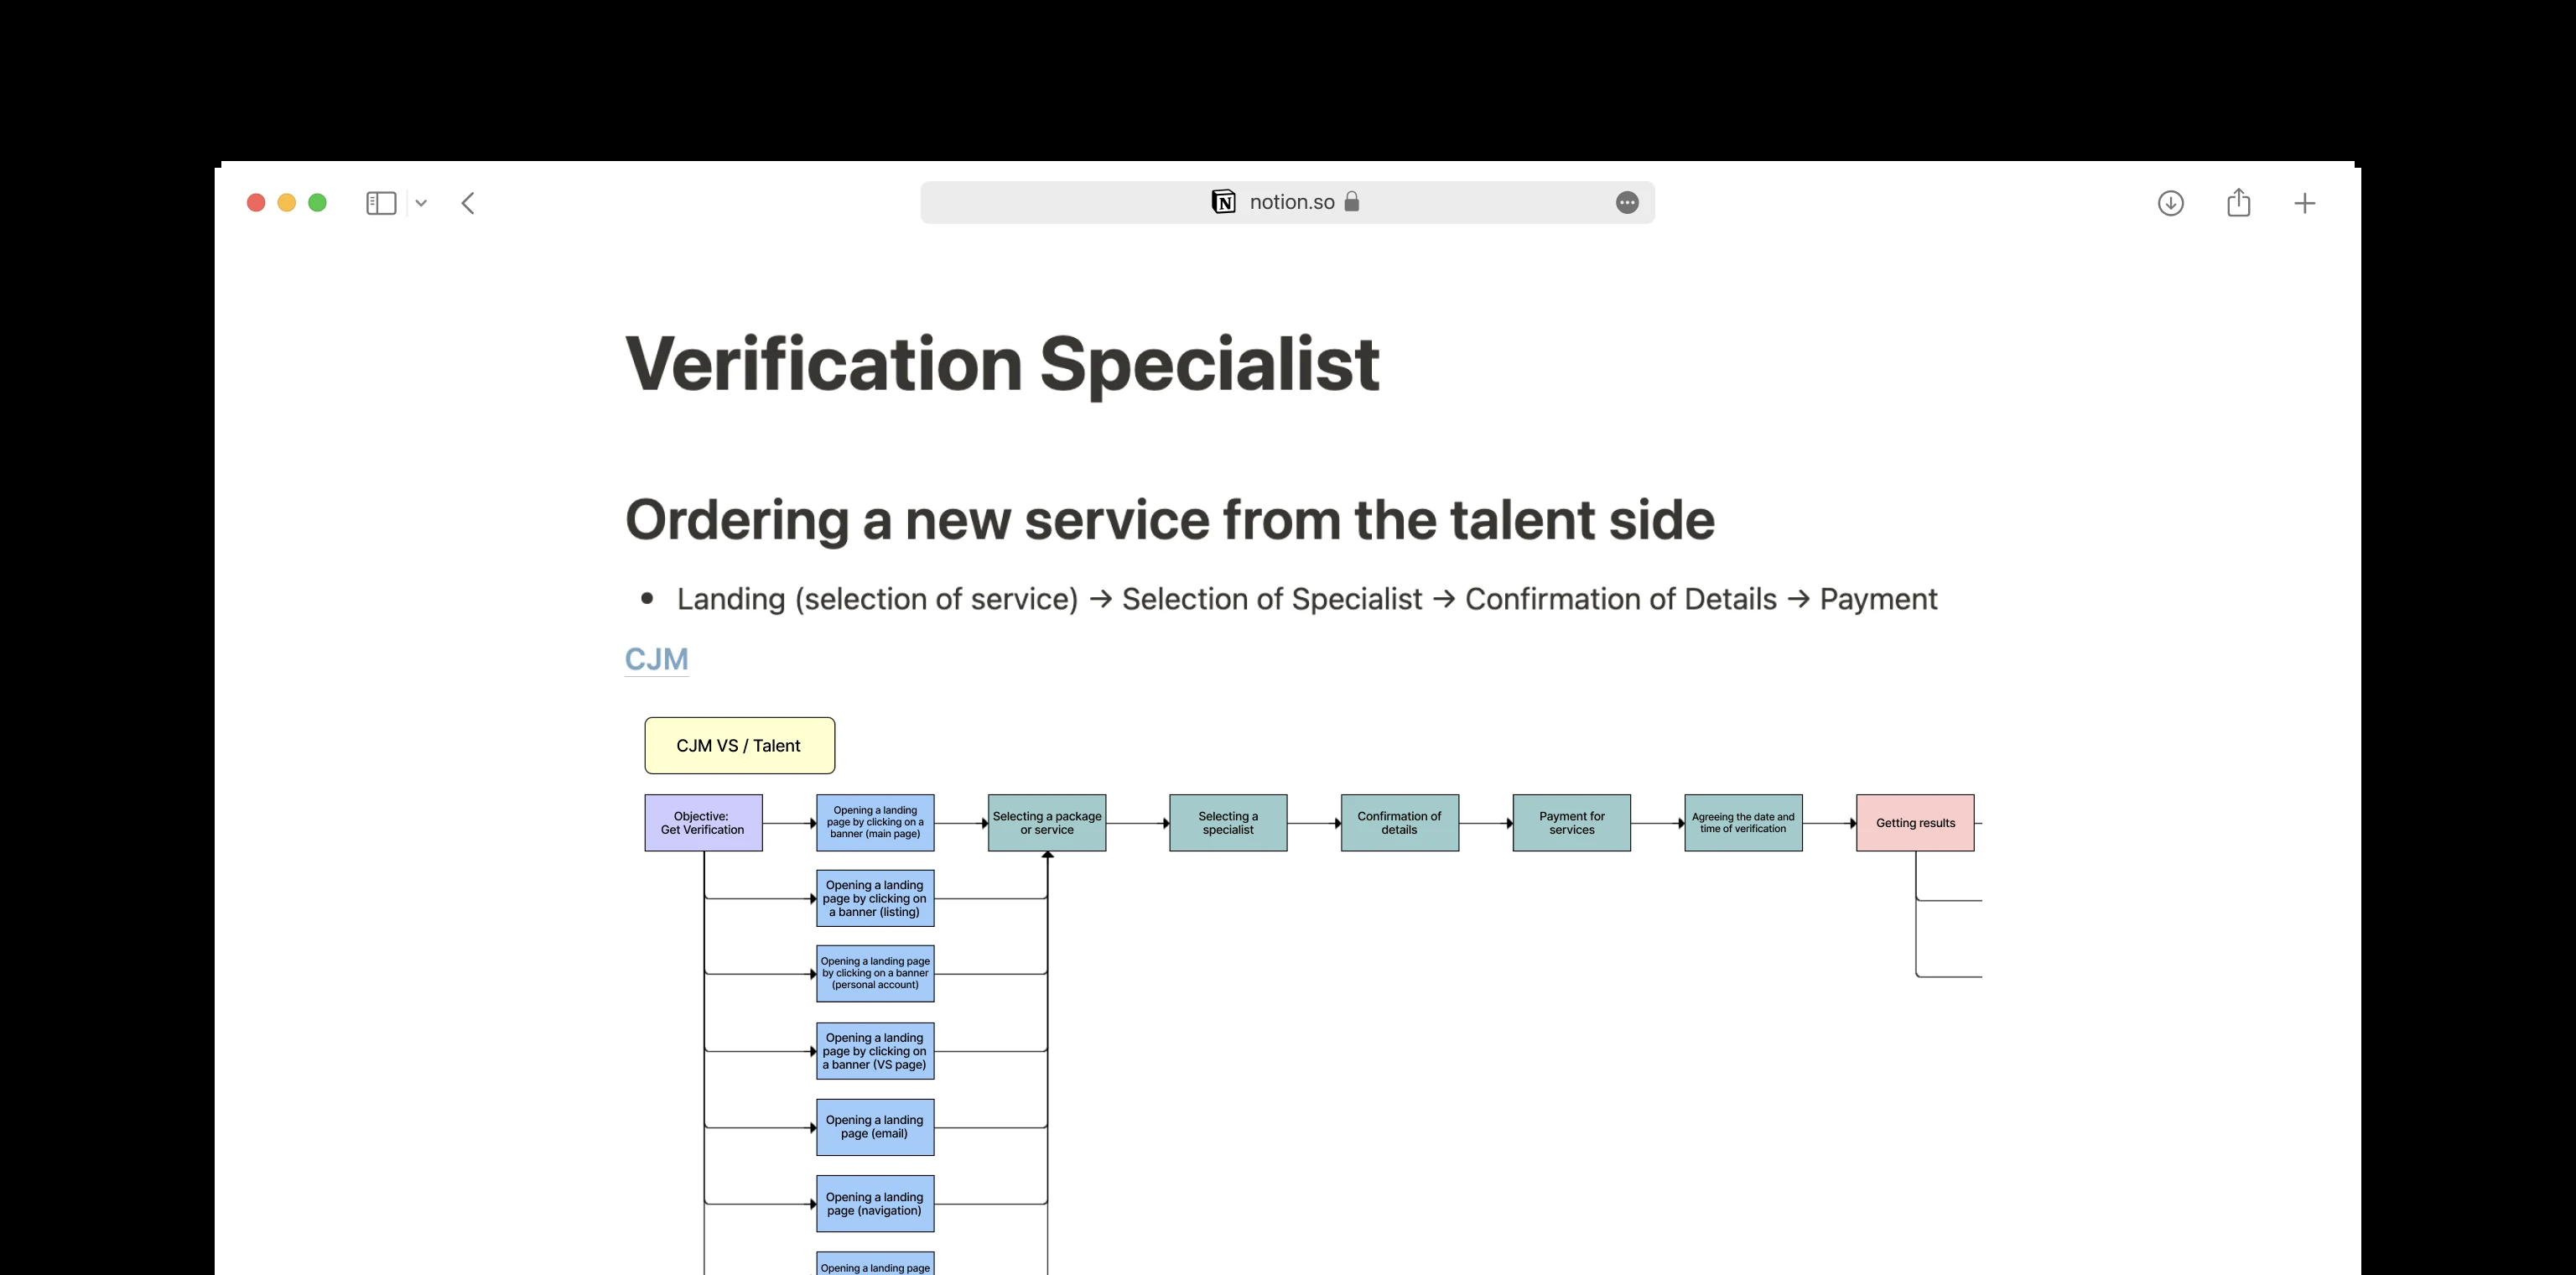 notion.so
Verification Specialist
Ordering a new service from the talent side
• Landing (selection of service) → Selection of Specialist → Confirmation of Details → Payment
CJM
CJM VS / Talent
Objective:
Get Verification
Opening a landing
page by clicking on a
banner (main page)
Selecting a package
or service
Selecting a
specialist
Confirmation of
details
Payment for
services
Agreeing the date and
time of verification
Getting results
Opening a landing
page by clicking on
a banner (listing)
Opening a landing page
by clicking on a banner
(personal account)
Opening a landing
page by clicking on
a banner (VS page)
Opening a landing
page (email)
Opening a landing
page (navigation)
Opening a landing page